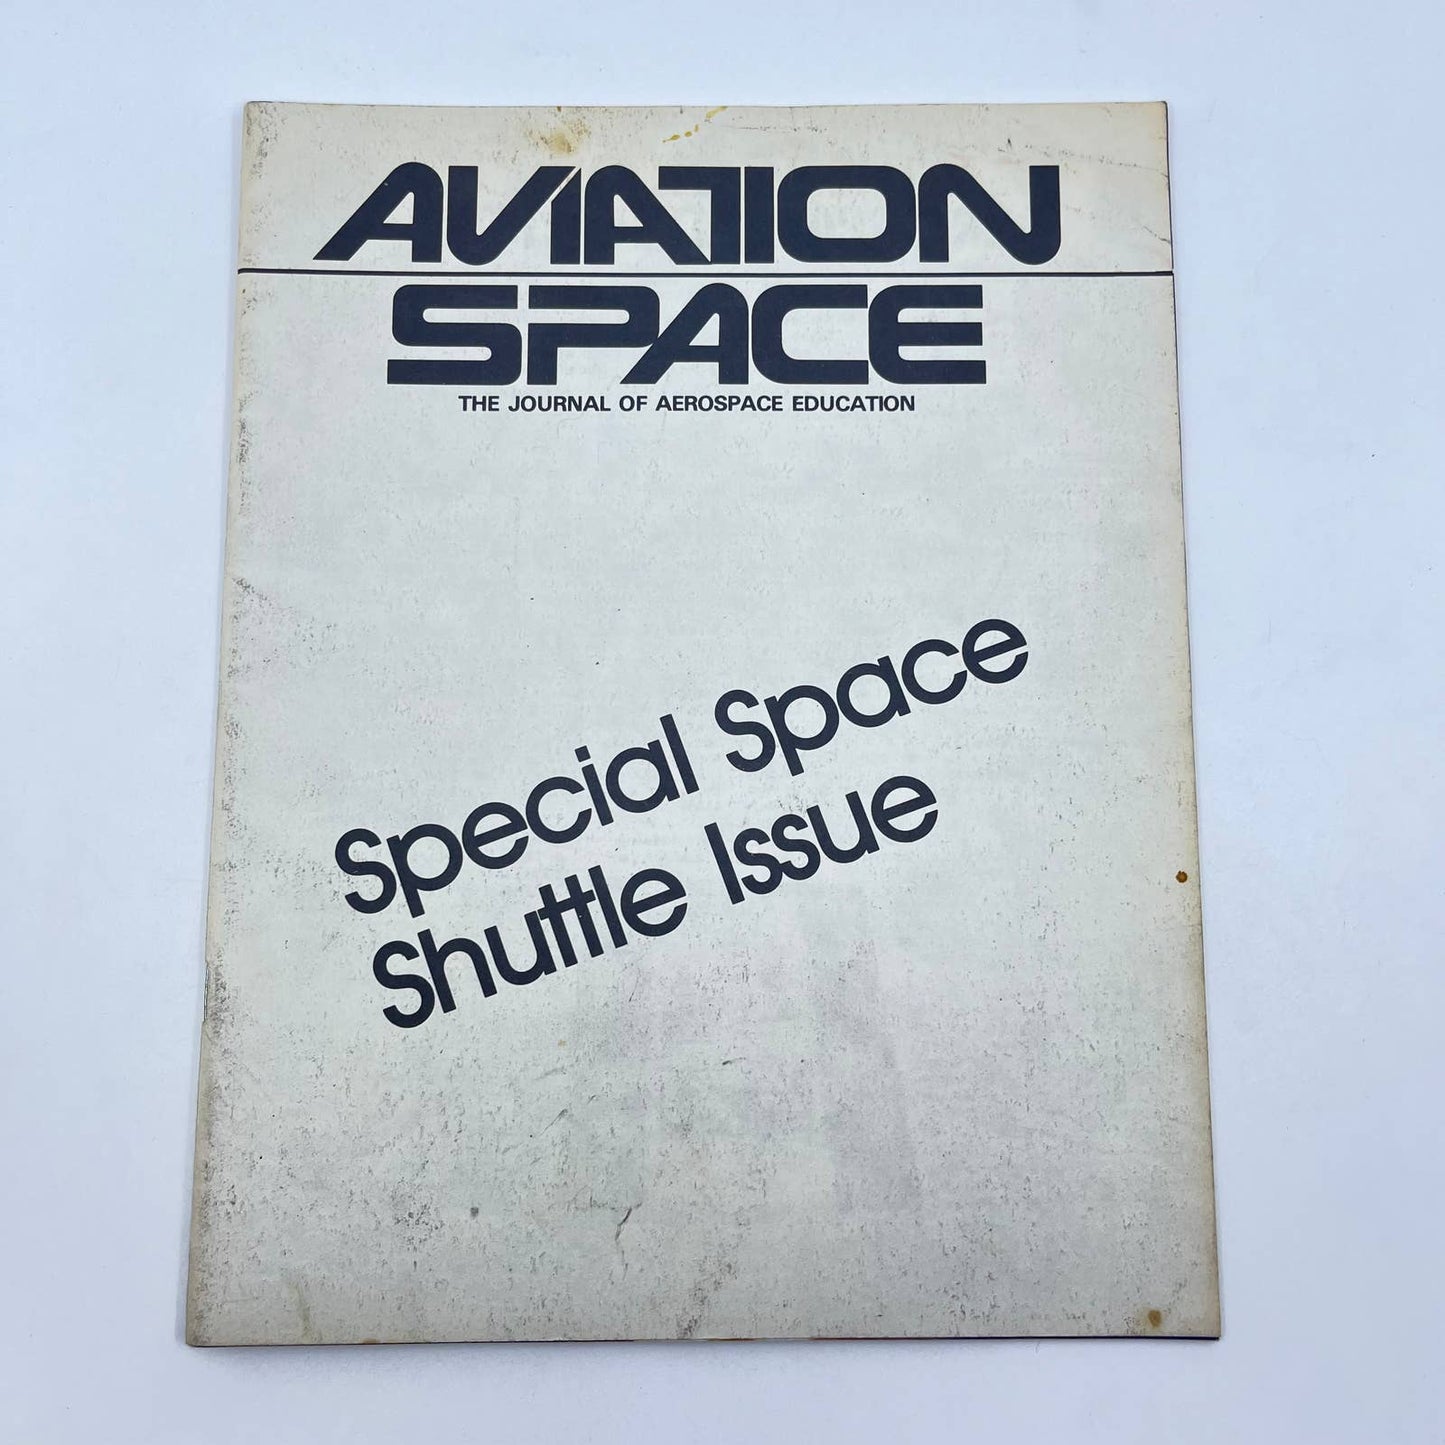 AVIATION
SPACE
THE JOURNAL OF AEROSPACE EDUCATION
Special Space
Shuttle Issue